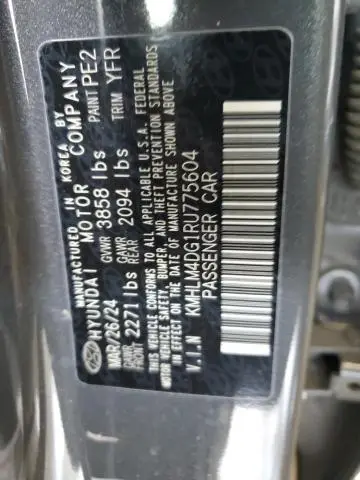 MANUFACTURED IN KOREA BY
HYUNDAI MOTOR COMPANY
MAR/26/24 GVWR 3858 lbs PAINT PE2
GAWR FRONT 2271 lbs GAWR REAR 2094 lbs TRIM YFR
THIS VEHICLE CONFORMS TO ALL APPLICABLE U.S.A. FEDERAL
MOTOR VEHICLE SAFETY, BUMPER, AND THEFT PREVENTION STANDARDS
IN EFFECT ON THE DATE OF MANUFACTURE SHOWN ABOVE
KMHLM4DG1RU775604
V.I.N PASSENGER CAR